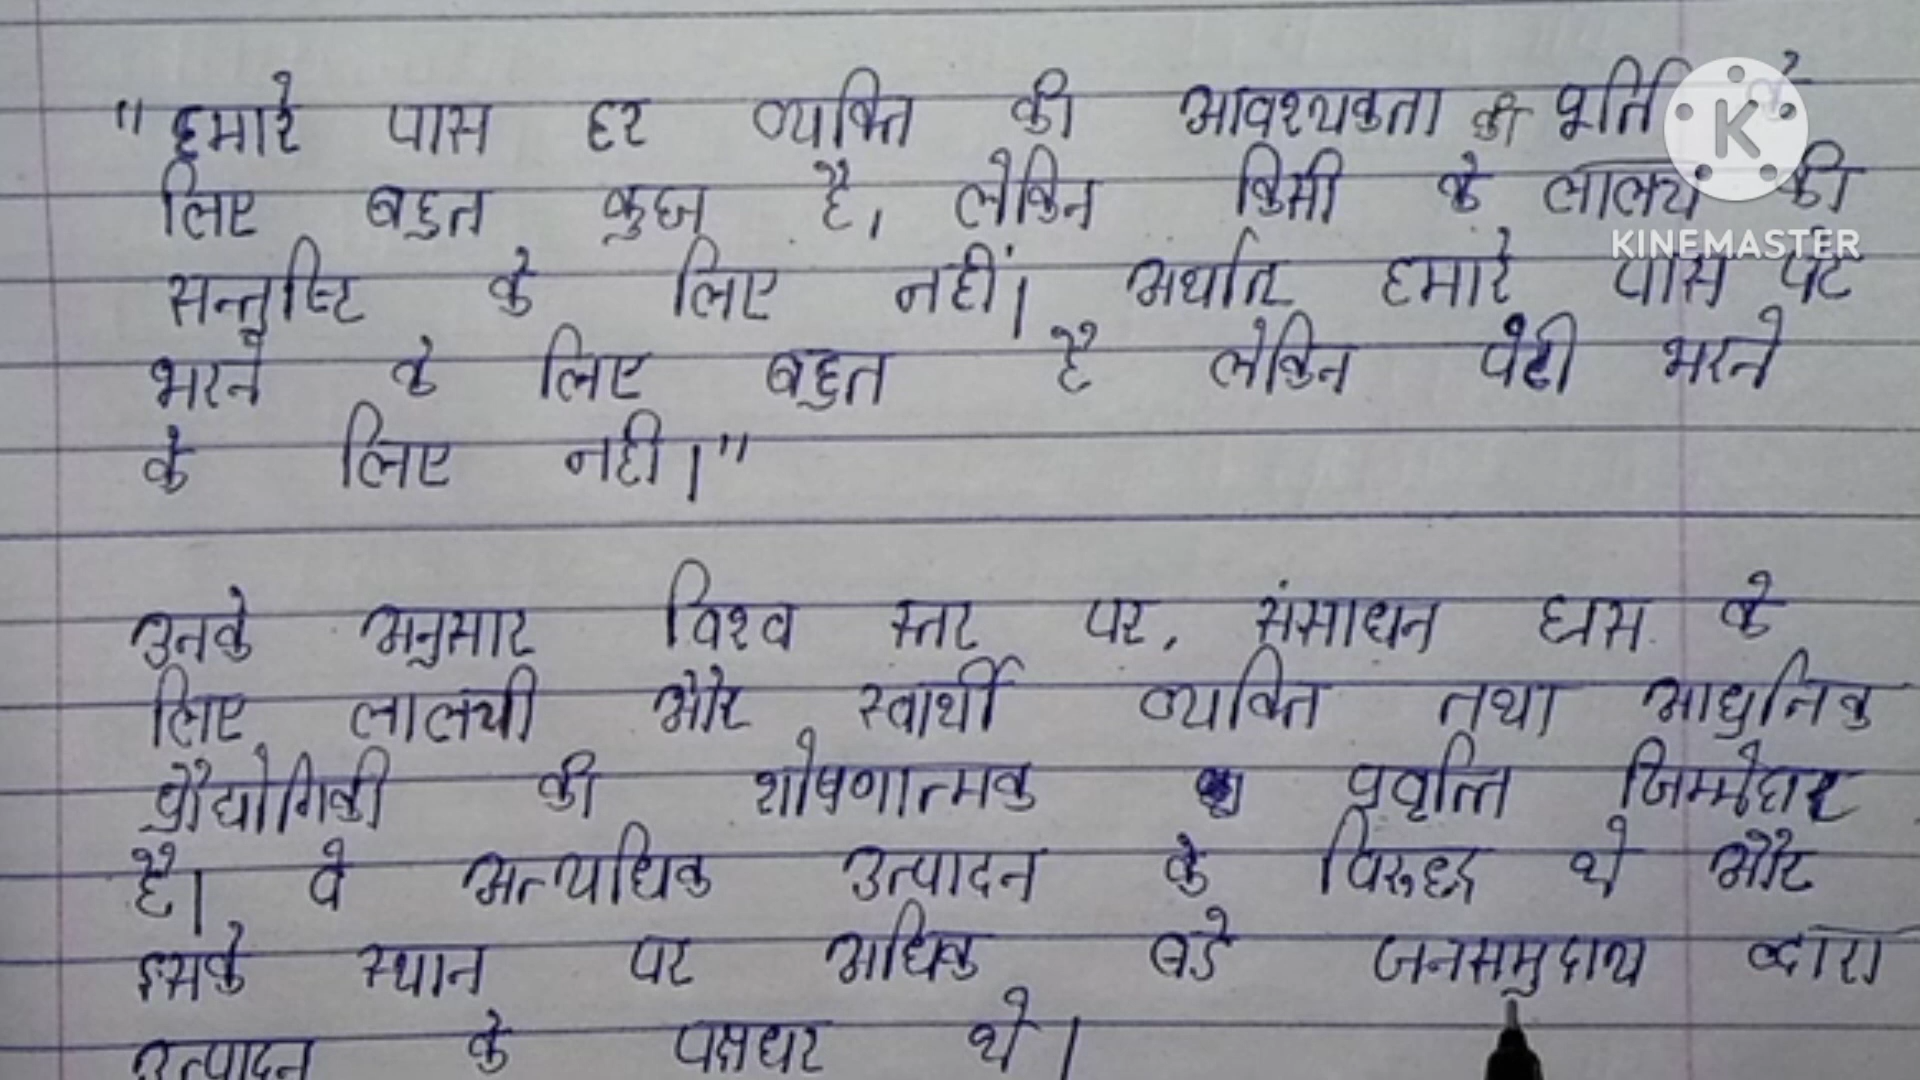 " हमारे पास हर व्यक्ति की आवश्यकता की पूर्ति के
लिए बहुत कुछ है, लेकिन किसी के लालच की
KINEMASTER
सन्तुष्टि के लिए नहीं। अर्थात हमारे पास पेट
भरने के लिए बहुत है लेकिन पेटी भरने
के लिए नही।"
उनके अनुसार विश्व स्तर पर, संसाधन ह्रास के
लिए लालची और स्वार्थी व्यक्ति तथा आधुनिक
प्रौद्योगिकी की शोषणात्मक प्रवृत्ति जिम्मेदार
है। वे अत्यधिक उत्पादन के विरुद्ध थे और
इसके स्थान पर अधिक बडे जनसमुदाय द्वारा
उत्पादन के पक्षधर थे।